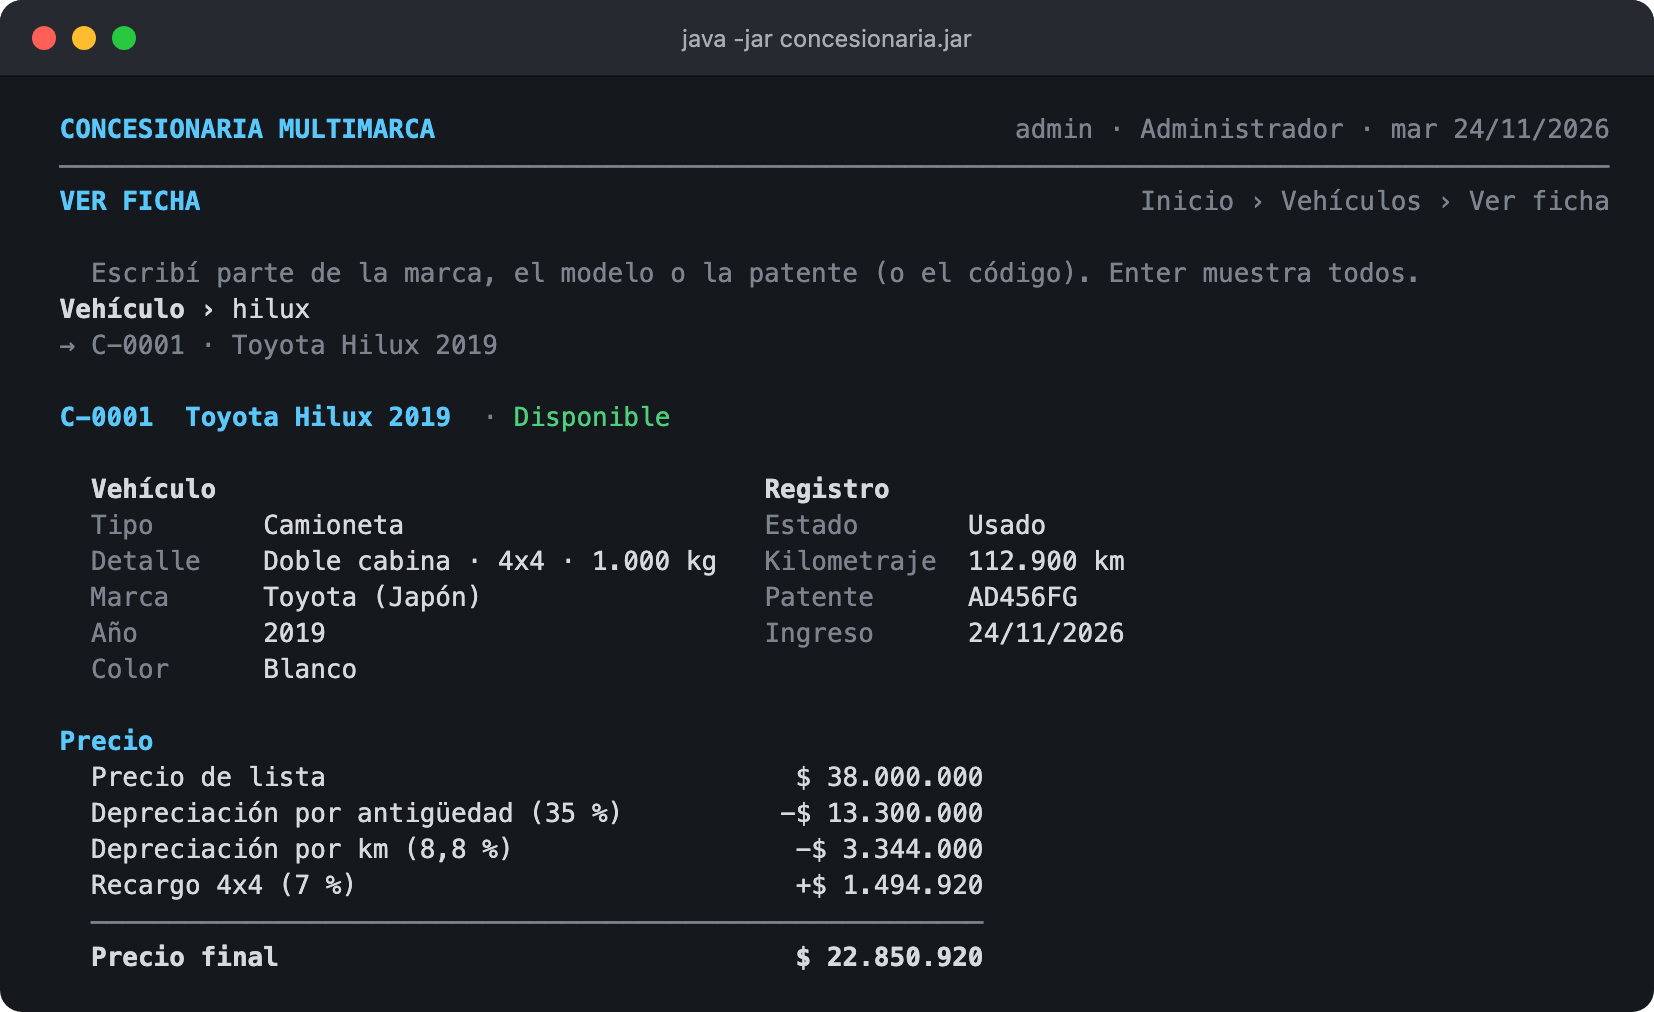 java -jar concesionaria.jar
CONCESIONARIA MULTIMARCA admin · Administrador · mar 24/11/2026
VER FICHA Inicio › Vehículos › Ver ficha
Escribí parte de la marca, el modelo o la patente (o el código). Enter muestra todos.
Vehículo › hilux
→ C-0001 · Toyota Hilux 2019
C-0001 Toyota Hilux 2019 · Disponible
Vehículo Registro
Tipo Camioneta Estado Usado
Detalle Doble cabina · 4x4 · 1.000 kg Kilometraje 112.900 km
Marca Toyota (Japón) Patente AD456FG
Año 2019 Ingreso 24/11/2026
Color Blanco
Precio
Precio de lista $ 38.000.000
Depreciación por antigüedad (35 %) −$ 13.300.000
Depreciación por km (8,8 %) −$ 3.344.000
Recargo 4x4 (7 %) +$ 1.494.920
Precio final $ 22.850.920